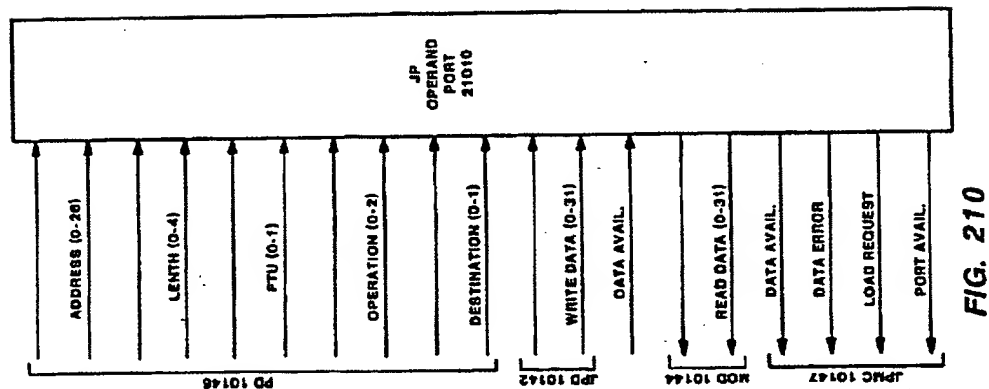 JP
OPERAND
PORT
21010
ADDRESS (0-26)
LENTH (0-4)
FTU (0-1)
OPERATION (0-2)
DESTINATION (0-1)
WRITE DATA (0-31)
DATA AVAIL.
READ DATA (0-31)
DATA AVAIL.
DATA ERROR
LOAD REQUEST
PORT AVAIL.
PD 10146
JPD 10142
MOD 10144
JPMC 10147
FIG. 210